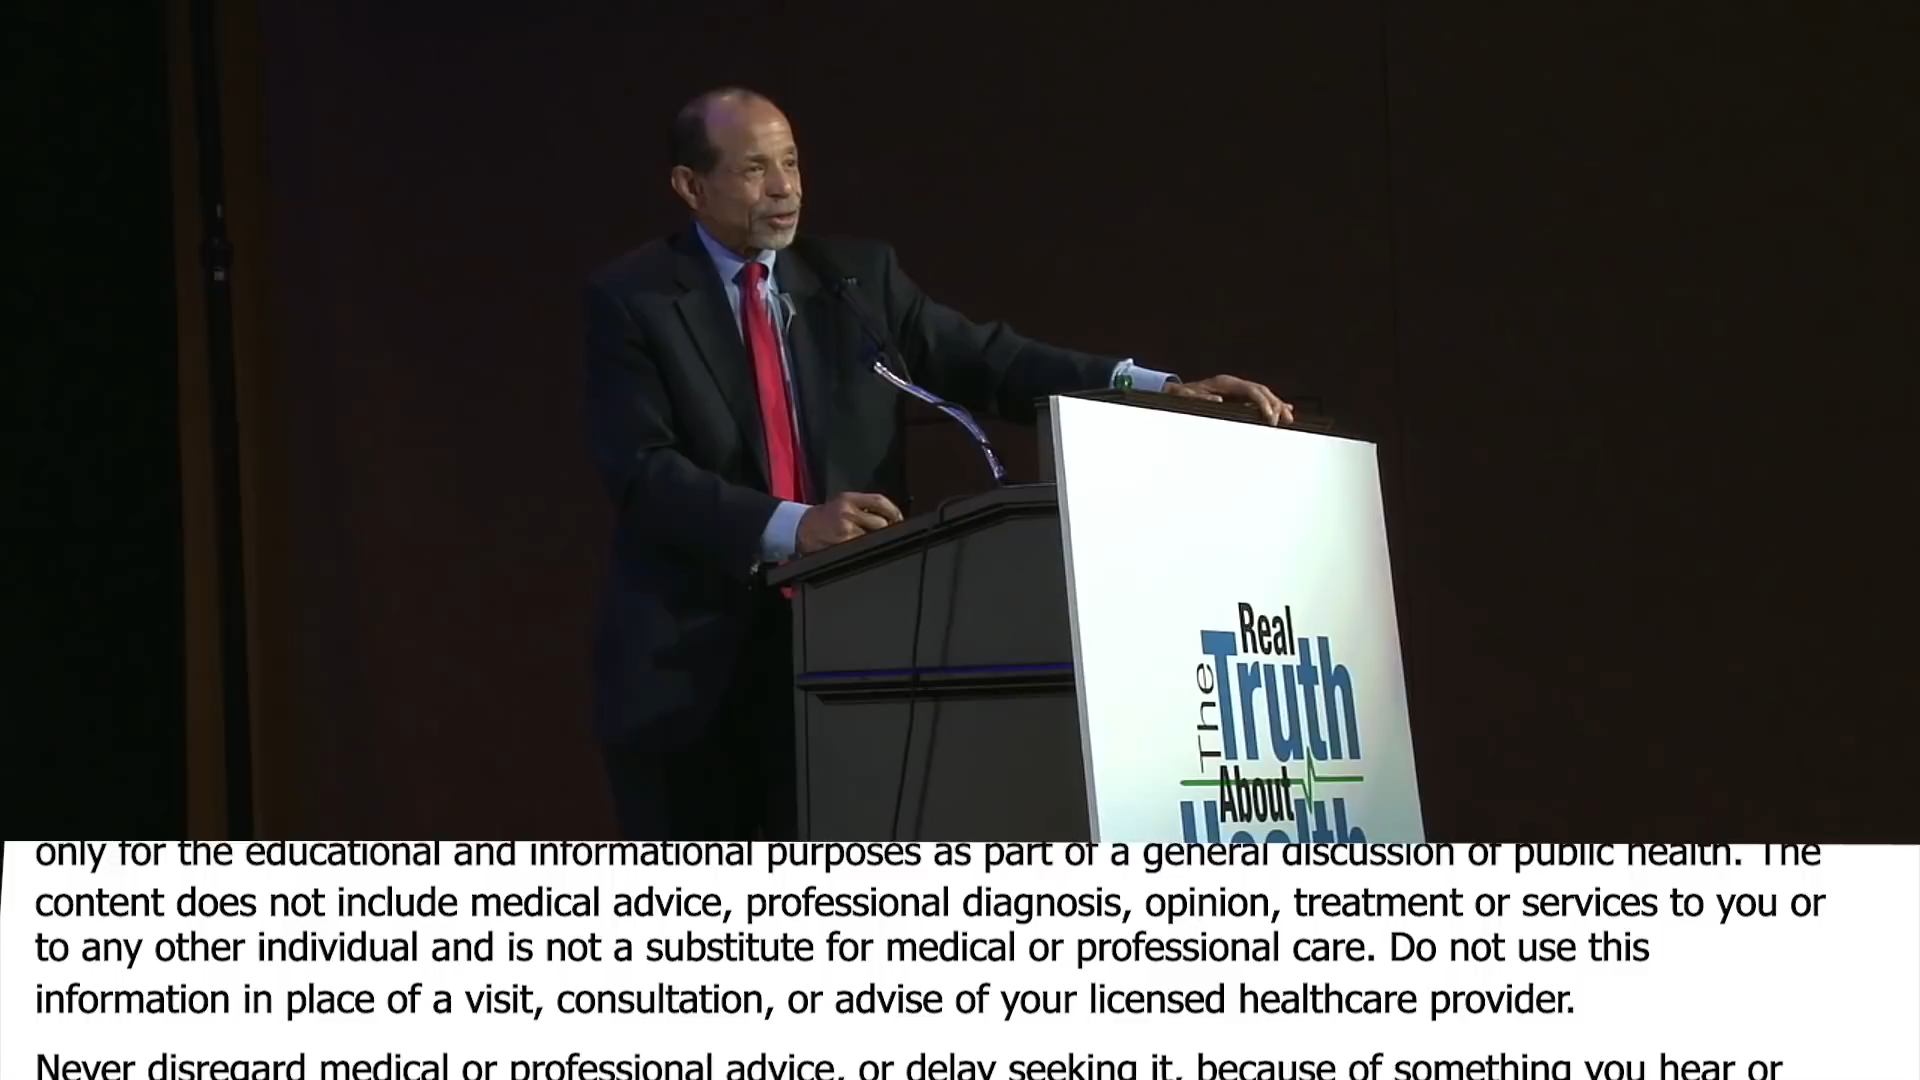 Real
The
Truth
About
Health
only for the educational and informational purposes as part of a general discussion of public health. The
content does not include medical advice, professional diagnosis, opinion, treatment or services to you or
to any other individual and is not a substitute for medical or professional care. Do not use this
information in place of a visit, consultation, or advise of your licensed healthcare provider.
Never disregard medical or professional advice, or delay seeking it, because of something you hear or